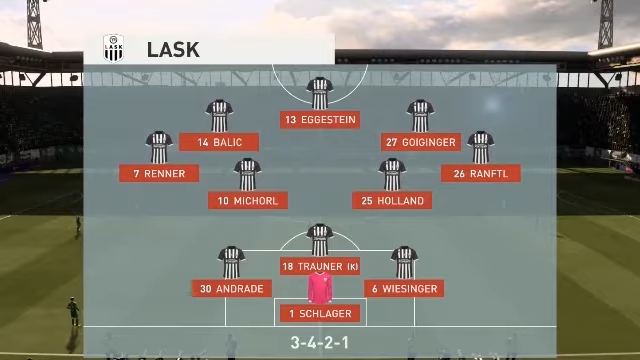 LASK
LASK
13 EGGESTEIN
14 BALIC
27 GOIGINGER
7 RENNER
26 RANFTL
10 MICHORL
25 HOLLAND
18 TRAUNER (K)
30 ANDRADE
6 WIESINGER
1 SCHLAGER
3-4-2-1